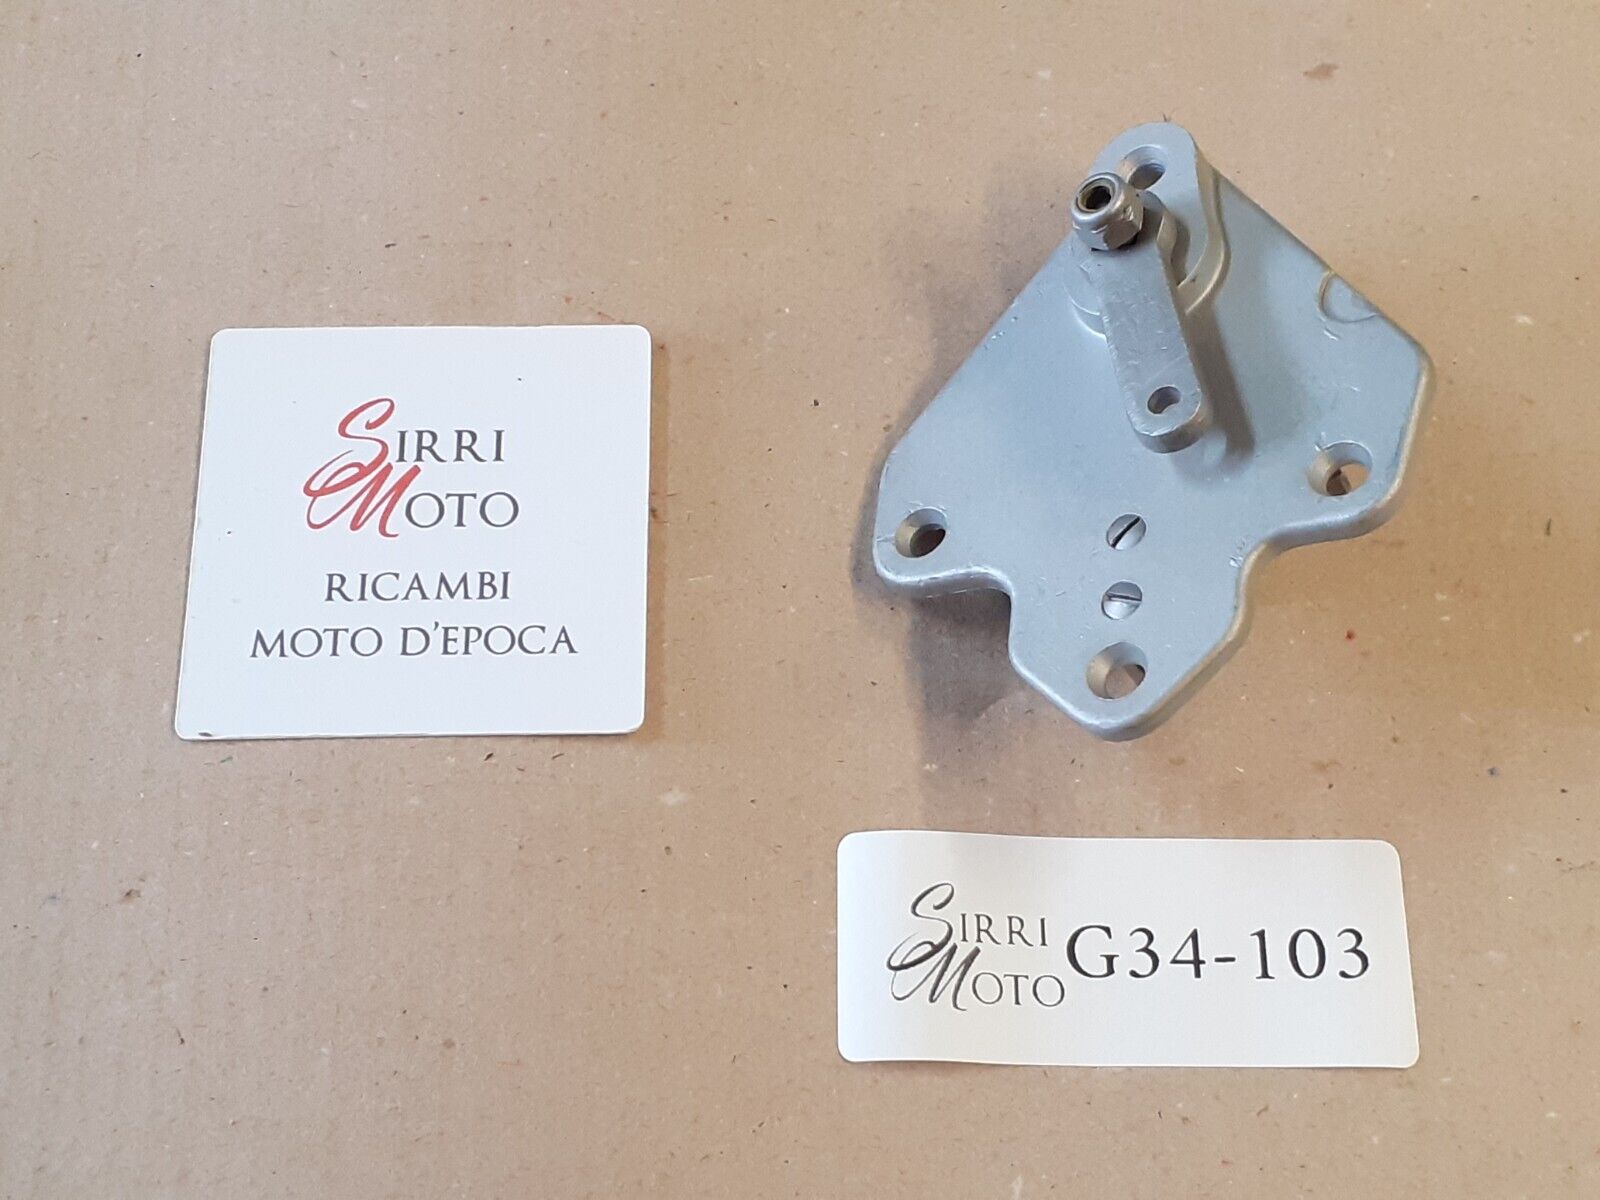 SIRRI
MOTO
RICAMBI
MOTO D'EPOCA
SIRRI
MOTO G34-103